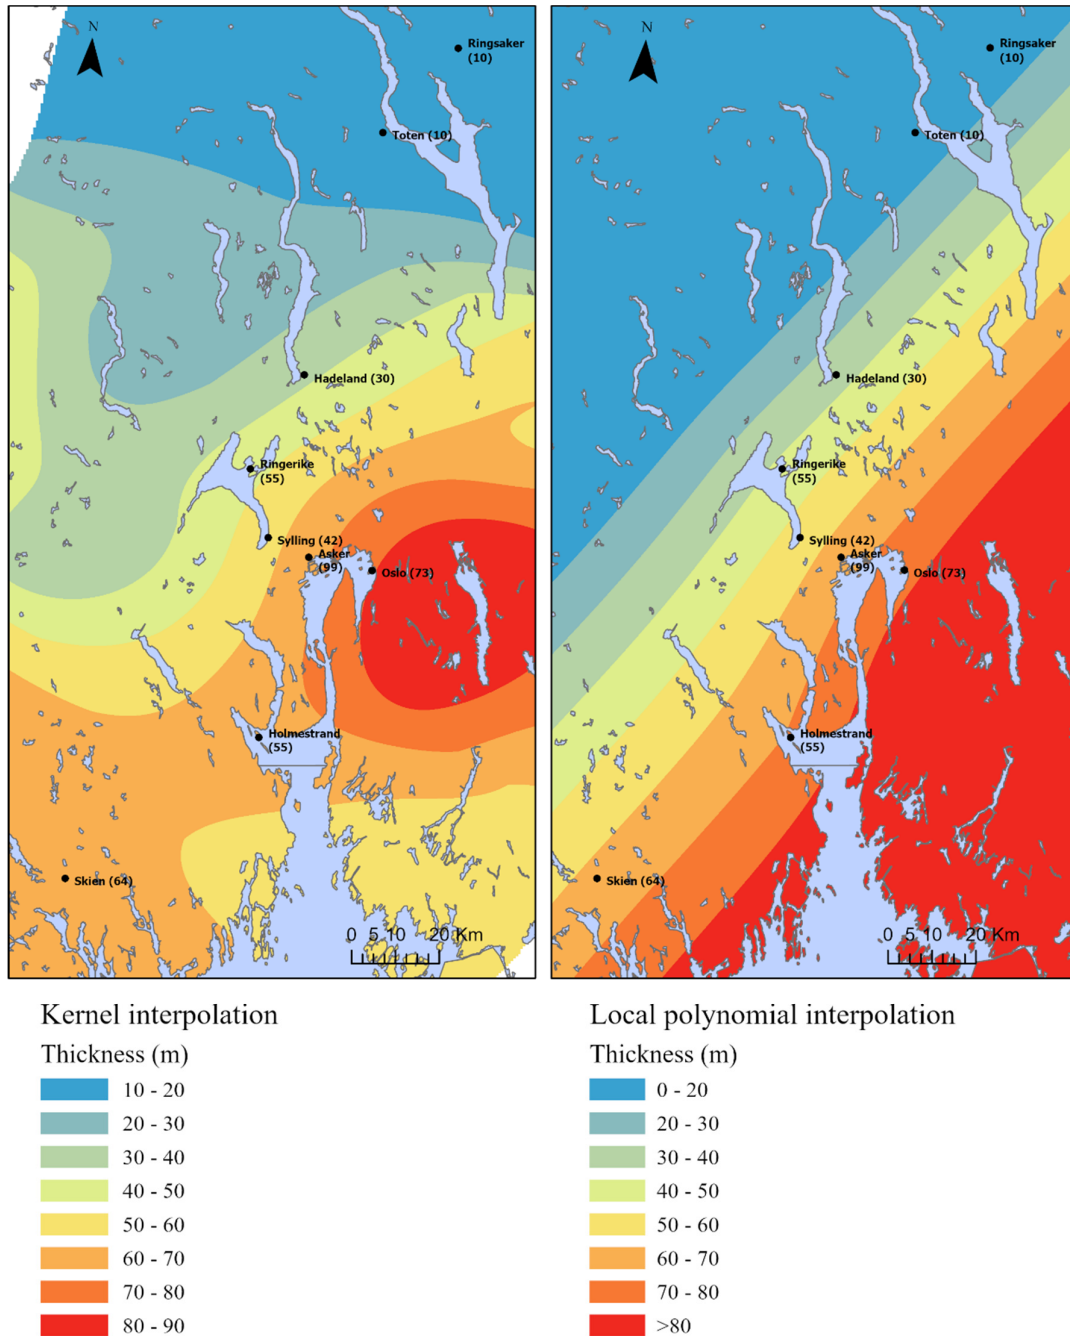 N
Ringsaker
(10)
Toten (10)
Hadeland (30)
Ringerike
(55)
Sylling (42)
Asker
(99)
Oslo (73)
Holmestrand
(55)
Skien (64)
0 5 10 20 Km
N
Ringsaker
(10)
Toten (10)
Hadeland (30)
Ringerike
(55)
Sylling (42)
Asker
(99)
Oslo (73)
Holmestrand
(55)
Skien (64)
0 5 10 20 Km
Kernel interpolation
Thickness (m)
10 - 20
20 - 30
30 - 40
40 - 50
50 - 60
60 - 70
70 - 80
80 - 90
Local polynomial interpolation
Thickness (m)
0 - 20
20 - 30
30 - 40
40 - 50
50 - 60
60 - 70
70 - 80
>80